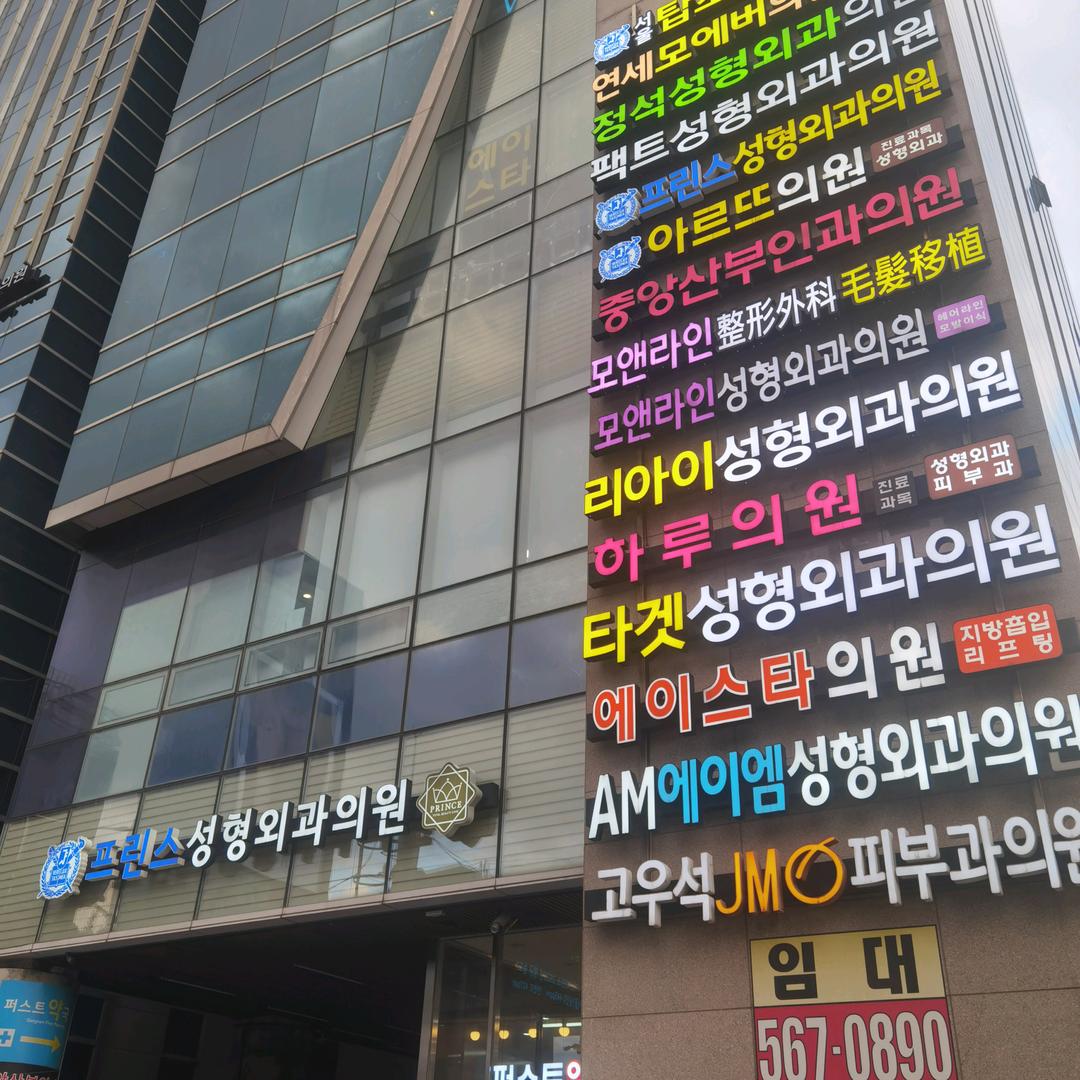 서울
연세모에버의
정석성형외과의원
팩트성형외과의원
프린스성형외과의원
아르뜨의원 진료과목 성형외과
중앙산부인과의원
모앤라인整形外科 毛髮移植
모앤라인성형외과의원 헤어라인 모발이식
리아이성형외과의원
하루의원 진료과목 성형외과 피부과
타겟성형외과의원
에이스타의원 지방흡입 리프팅
AM에이엠성형외과의원
고우석JM피부과의원
임대
567-0890
에이스타
의원
프린스성형외과의원 PRINCE
퍼스트약
퍼스트약